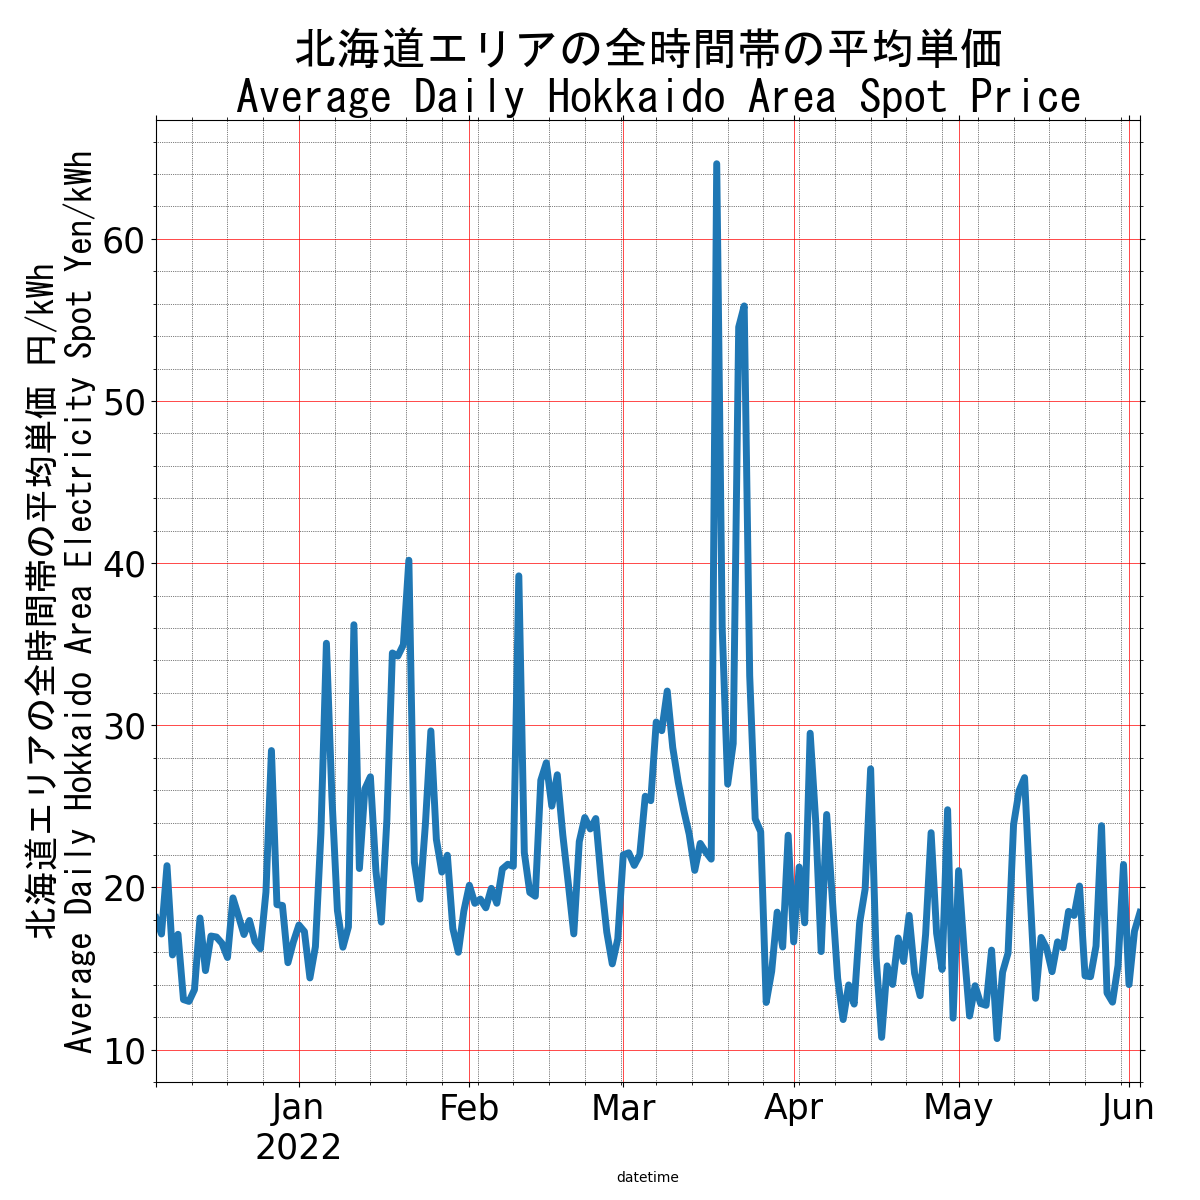 北海道エリアの全時間帯の平均単価
Average Daily Hokkaido Area Spot Price
北海道エリアの全時間帯の平均単価 円/kWh
Average Daily Hokkaido Area Electricity Spot Yen/kWh
60
50
40
30
20
10
Jan
2022
Feb
Mar
Apr
May
Jun
datetime